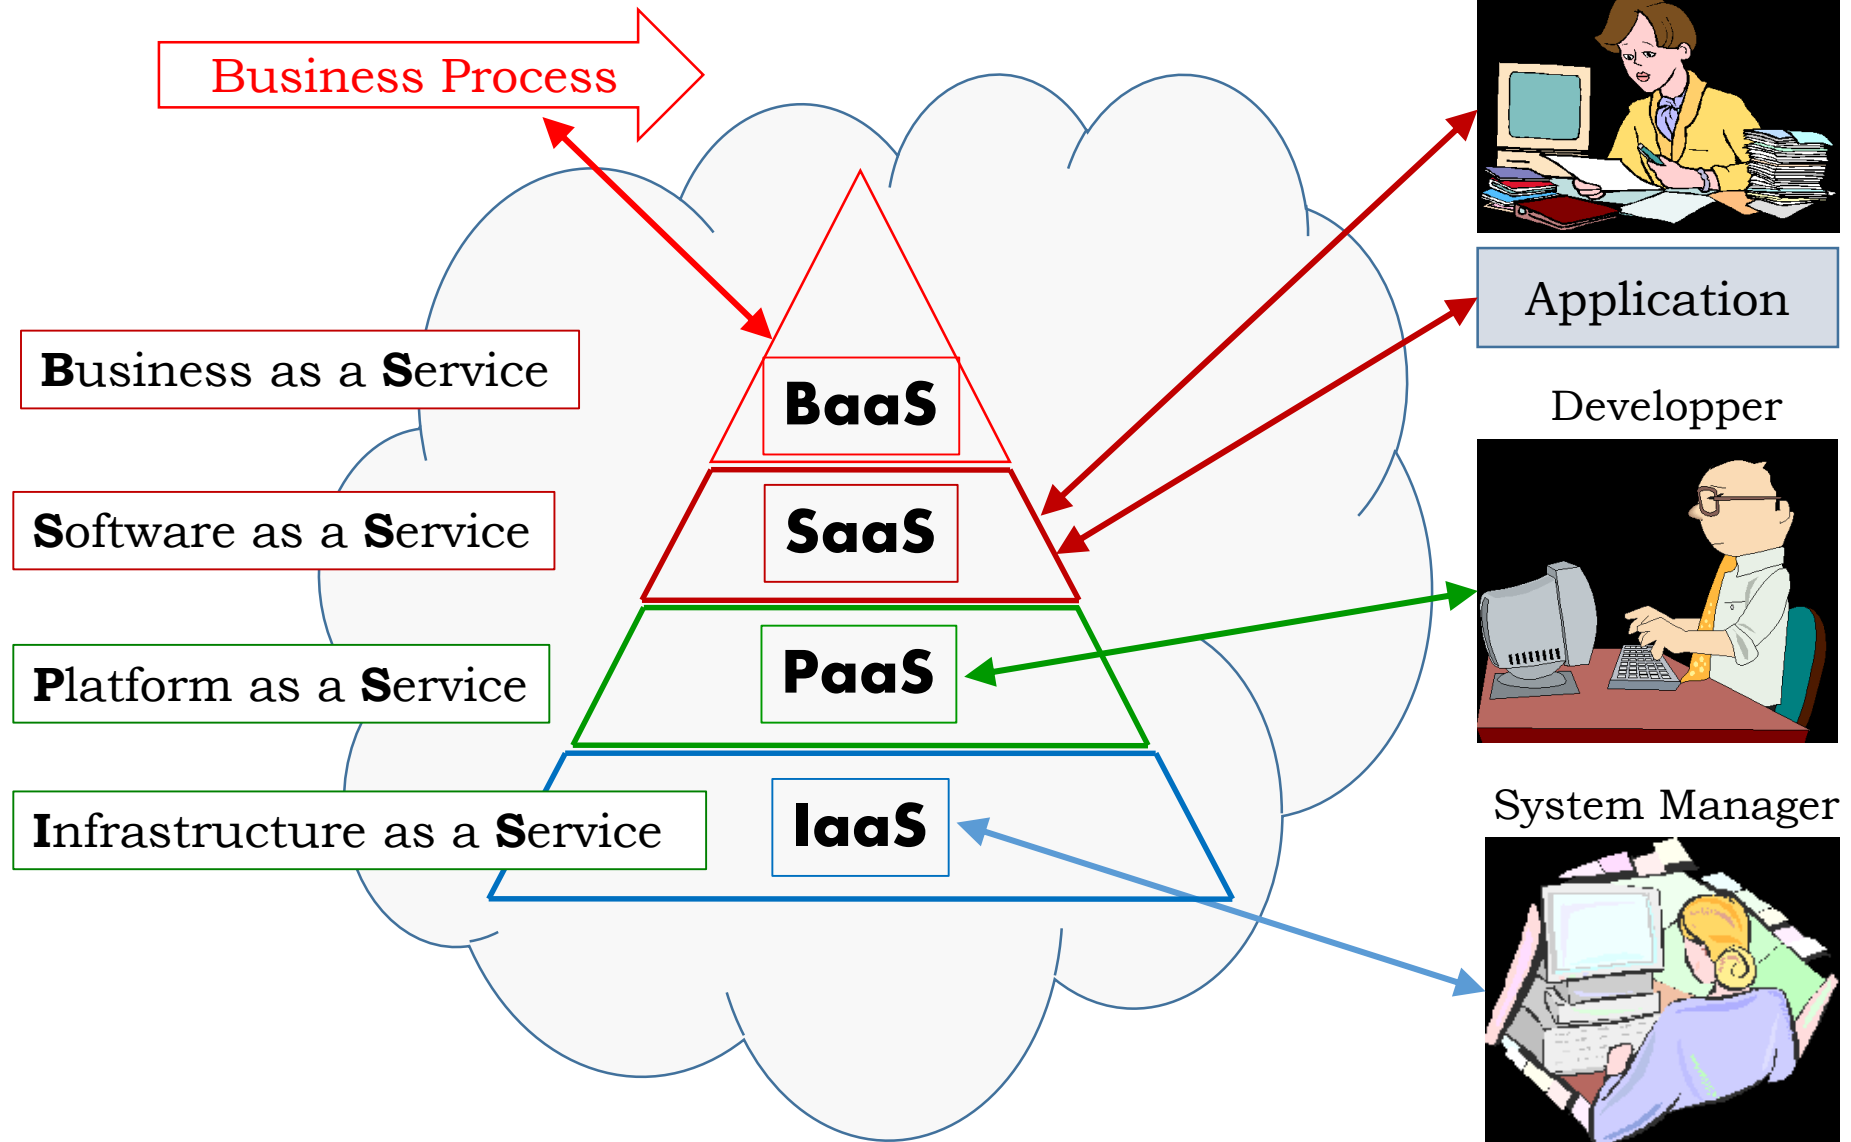 Business Process
Application
Business as a Service
BaaS
Developper
Software as a Service
SaaS
Platform as a Service
PaaS
System Manager
Infrastructure as a Service
IaaS